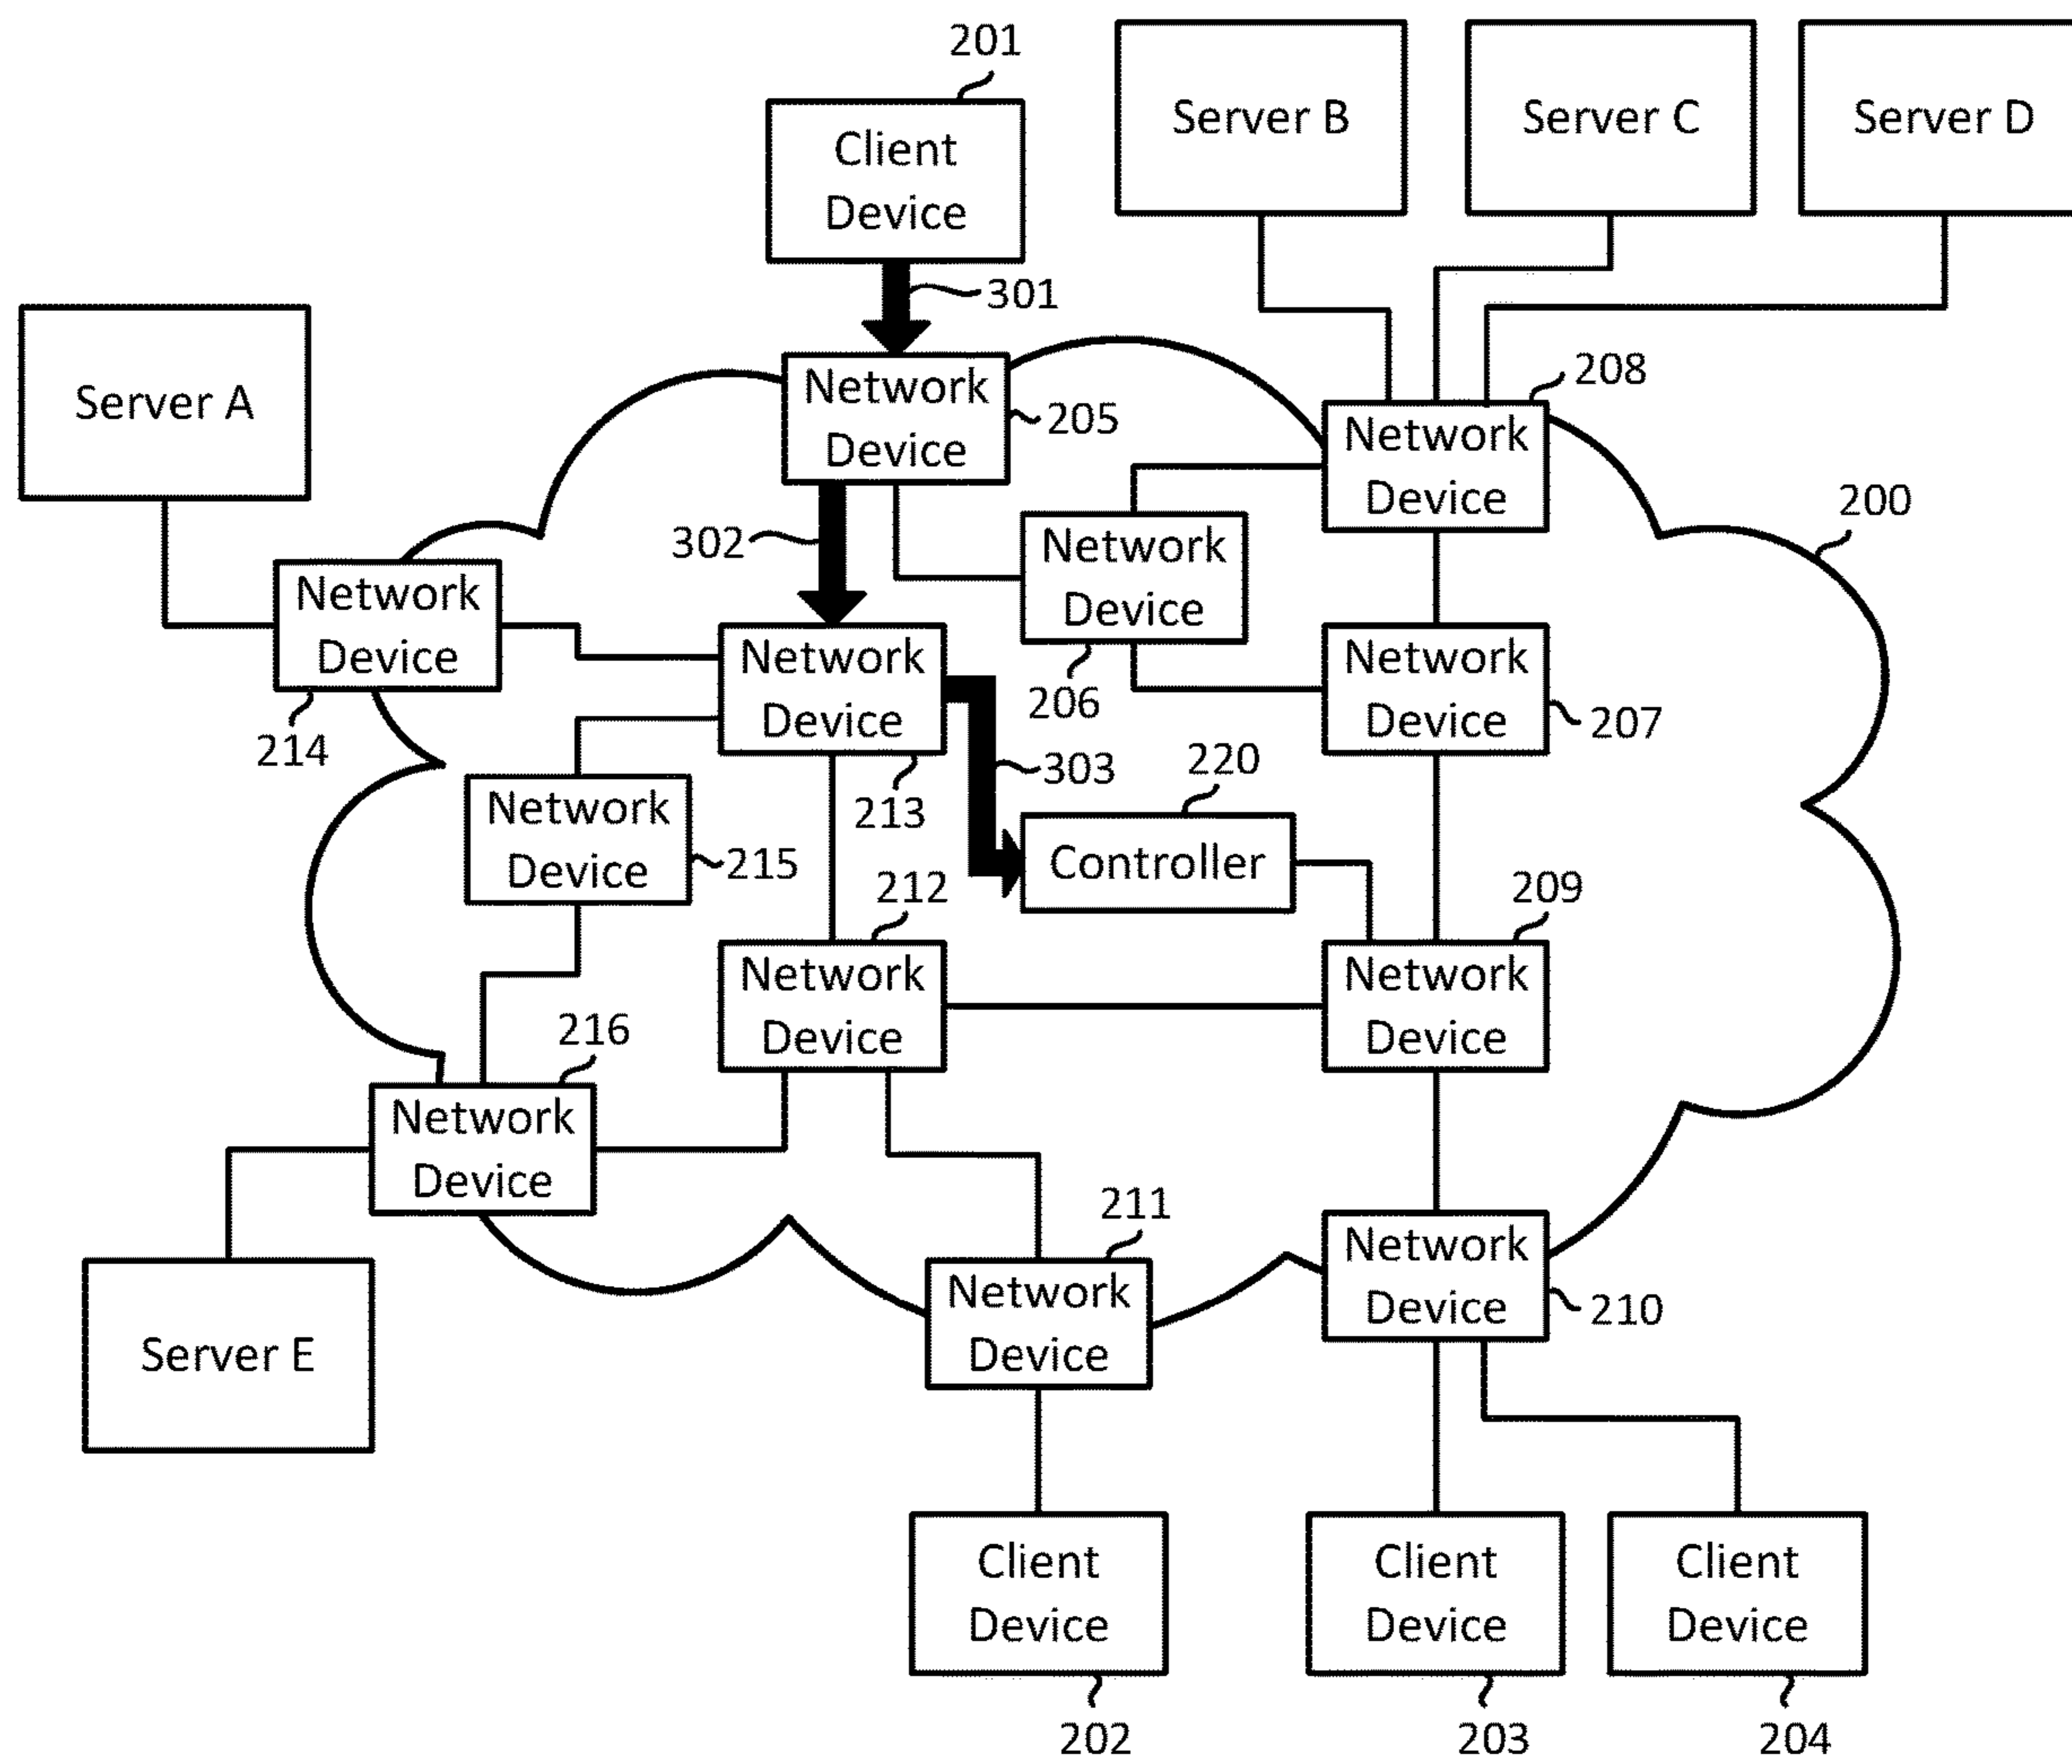 201
Client
Device
Server B
Server C
Server D
301
Server A
Network
Device
205
208
Network
Device
200
302
Network
Device
206
Network
Device
214
Network
Device
213
Network
Device
207
303
220
Controller
Network
Device
215
212
Network
Device
209
Network
Device
216
Network
Device
211
Network
Device
Network
Device
210
Server E
Client
Device
202
Client
Device
203
Client
Device
204